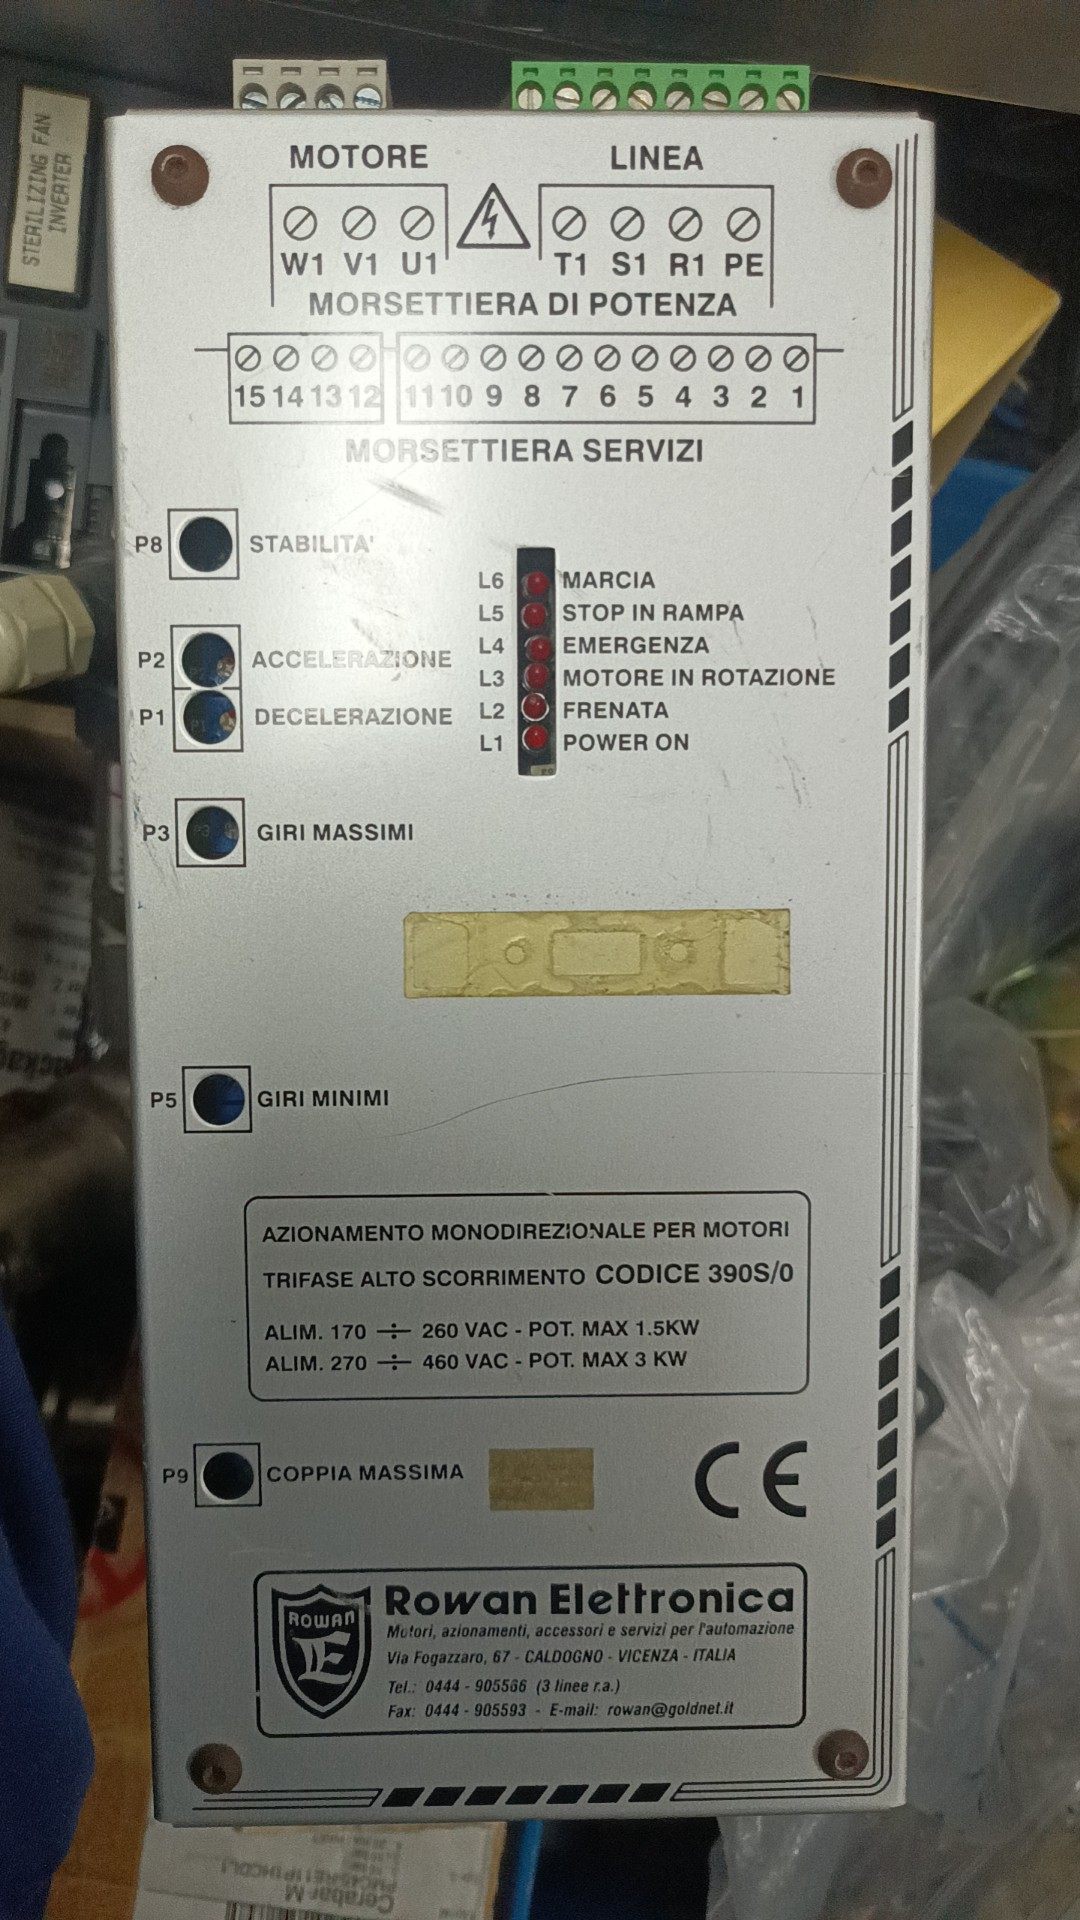 STERILIZING FAN
INVERTER
MOTORE
LINEA
W1 V1 U1
T1 S1 R1 PE
MORSETTIERA DI POTENZA
15 14 13 12 11 10 9 8 7 6 5 4 3 2 1
MORSETTIERA SERVIZI
P8 STABILITA'
P2 ACCELERAZIONE
P1 DECELERAZIONE
P3 GIRI MASSIMI
L6 MARCIA
L5 STOP IN RAMPA
L4 EMERGENZA
L3 MOTORE IN ROTAZIONE
L2 FRENATA
L1 POWER ON
P5 GIRI MINIMI
AZIONAMENTO MONODIREZIONALE PER MOTORI
TRIFASE ALTO SCORRIMENTO CODICE 390S/0
ALIM. 170 ÷ 260 VAC - POT. MAX 1.5KW
ALIM. 270 ÷ 460 VAC - POT. MAX 3 KW
P9 COPPIA MASSIMA
CE
ROWAN
E
Rowan Elettronica
Motori, azionamenti, accessori e servizi per l'automazione
Via Fogazzaro, 67 - CALDOGNO - VICENZA - ITALIA
Tel.: 0444 - 905566 (3 linee r.a.)
Fax: 0444 - 905593 - E-mail: rowan@goldnet.it
Cerabar M